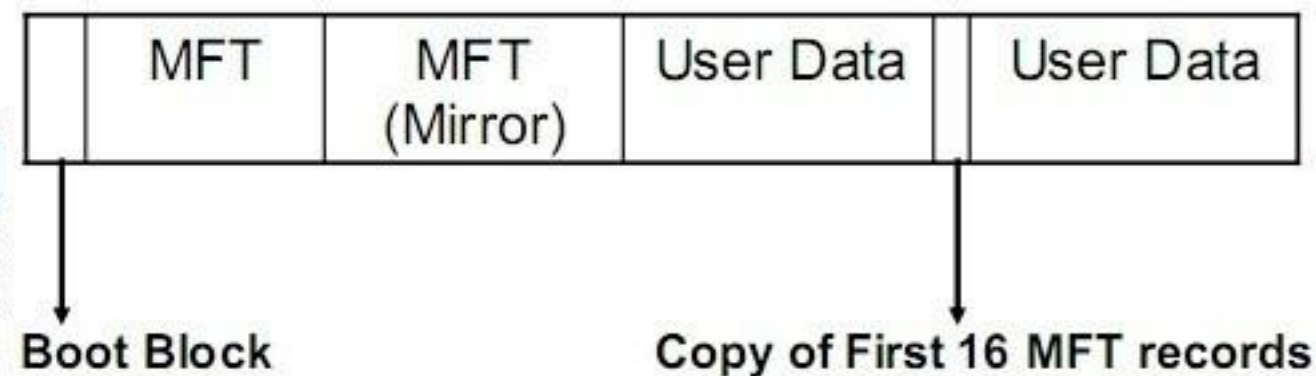 MFT
MFT
(Mirror)
User Data
User Data
Boot Block
Copy of First 16 MFT records